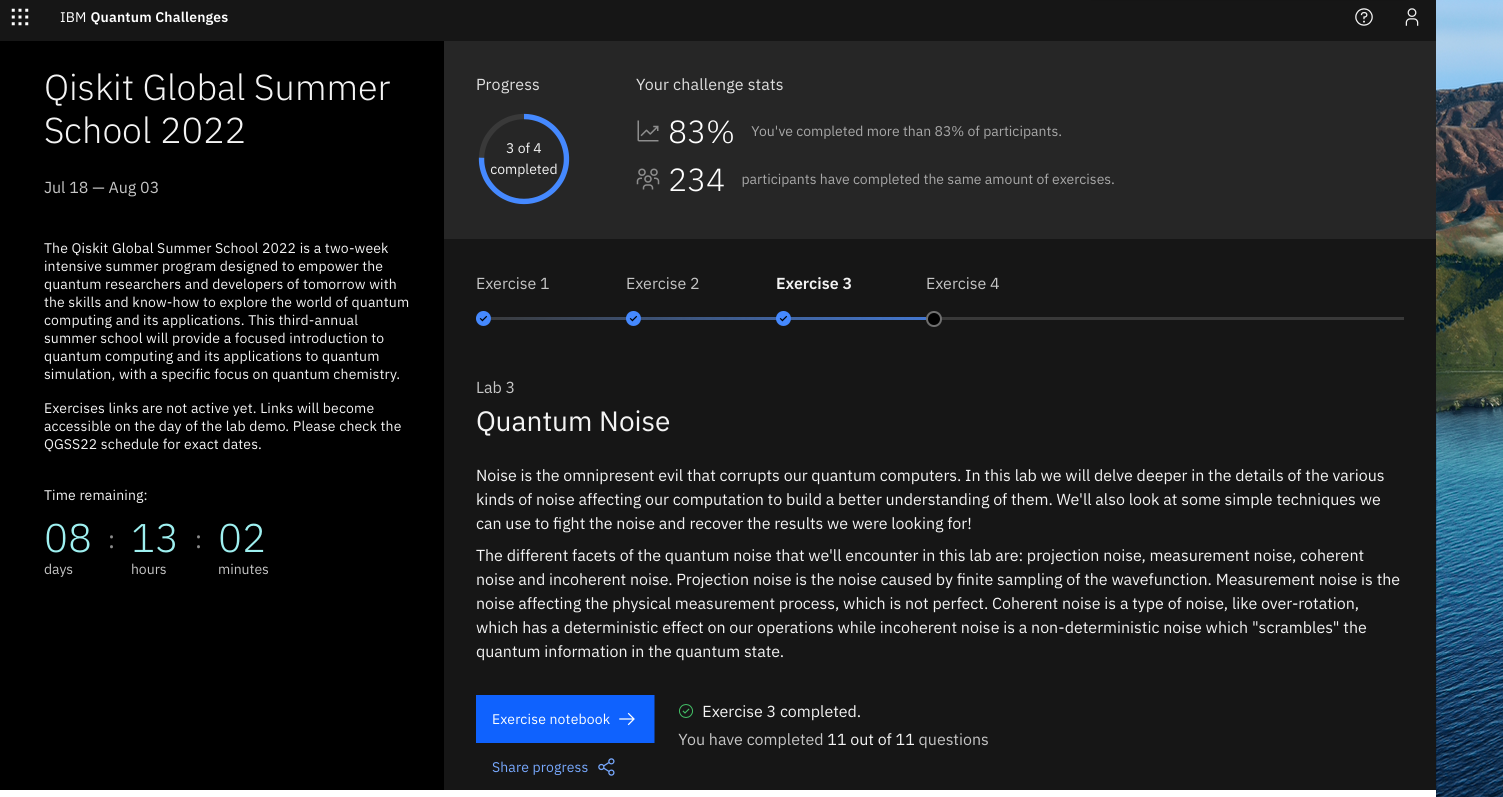 IBM Quantum Challenges
Qiskit Global Summer
School 2022
Jul 18 — Aug 03
The Qiskit Global Summer School 2022 is a two-week
intensive summer program designed to empower the
quantum researchers and developers of tomorrow with
the skills and know-how to explore the world of quantum
computing and its applications. This third-annual
summer school will provide a focused introduction to
quantum computing and its applications to quantum
simulation, with a specific focus on quantum chemistry.
Exercises links are not active yet. Links will become
accessible on the day of the lab demo. Please check the
QGSS22 schedule for exact dates.
Time remaining:
08 : 13 : 02
days hours minutes
Progress
3 of 4
completed
Your challenge stats
83% You've completed more than 83% of participants.
234 participants have completed the same amount of exercises.
Exercise 1 Exercise 2 Exercise 3 Exercise 4
Lab 3
Quantum Noise
Noise is the omnipresent evil that corrupts our quantum computers. In this lab we will delve deeper in the details of the various
kinds of noise affecting our computation to build a better understanding of them. We'll also look at some simple techniques we
can use to fight the noise and recover the results we were looking for!
The different facets of the quantum noise that we'll encounter in this lab are: projection noise, measurement noise, coherent
noise and incoherent noise. Projection noise is the noise caused by finite sampling of the wavefunction. Measurement noise is the
noise affecting the physical measurement process, which is not perfect. Coherent noise is a type of noise, like over-rotation,
which has a deterministic effect on our operations while incoherent noise is a non-deterministic noise which "scrambles" the
quantum information in the quantum state.
Exercise notebook
Exercise 3 completed.
You have completed 11 out of 11 questions
Share progress